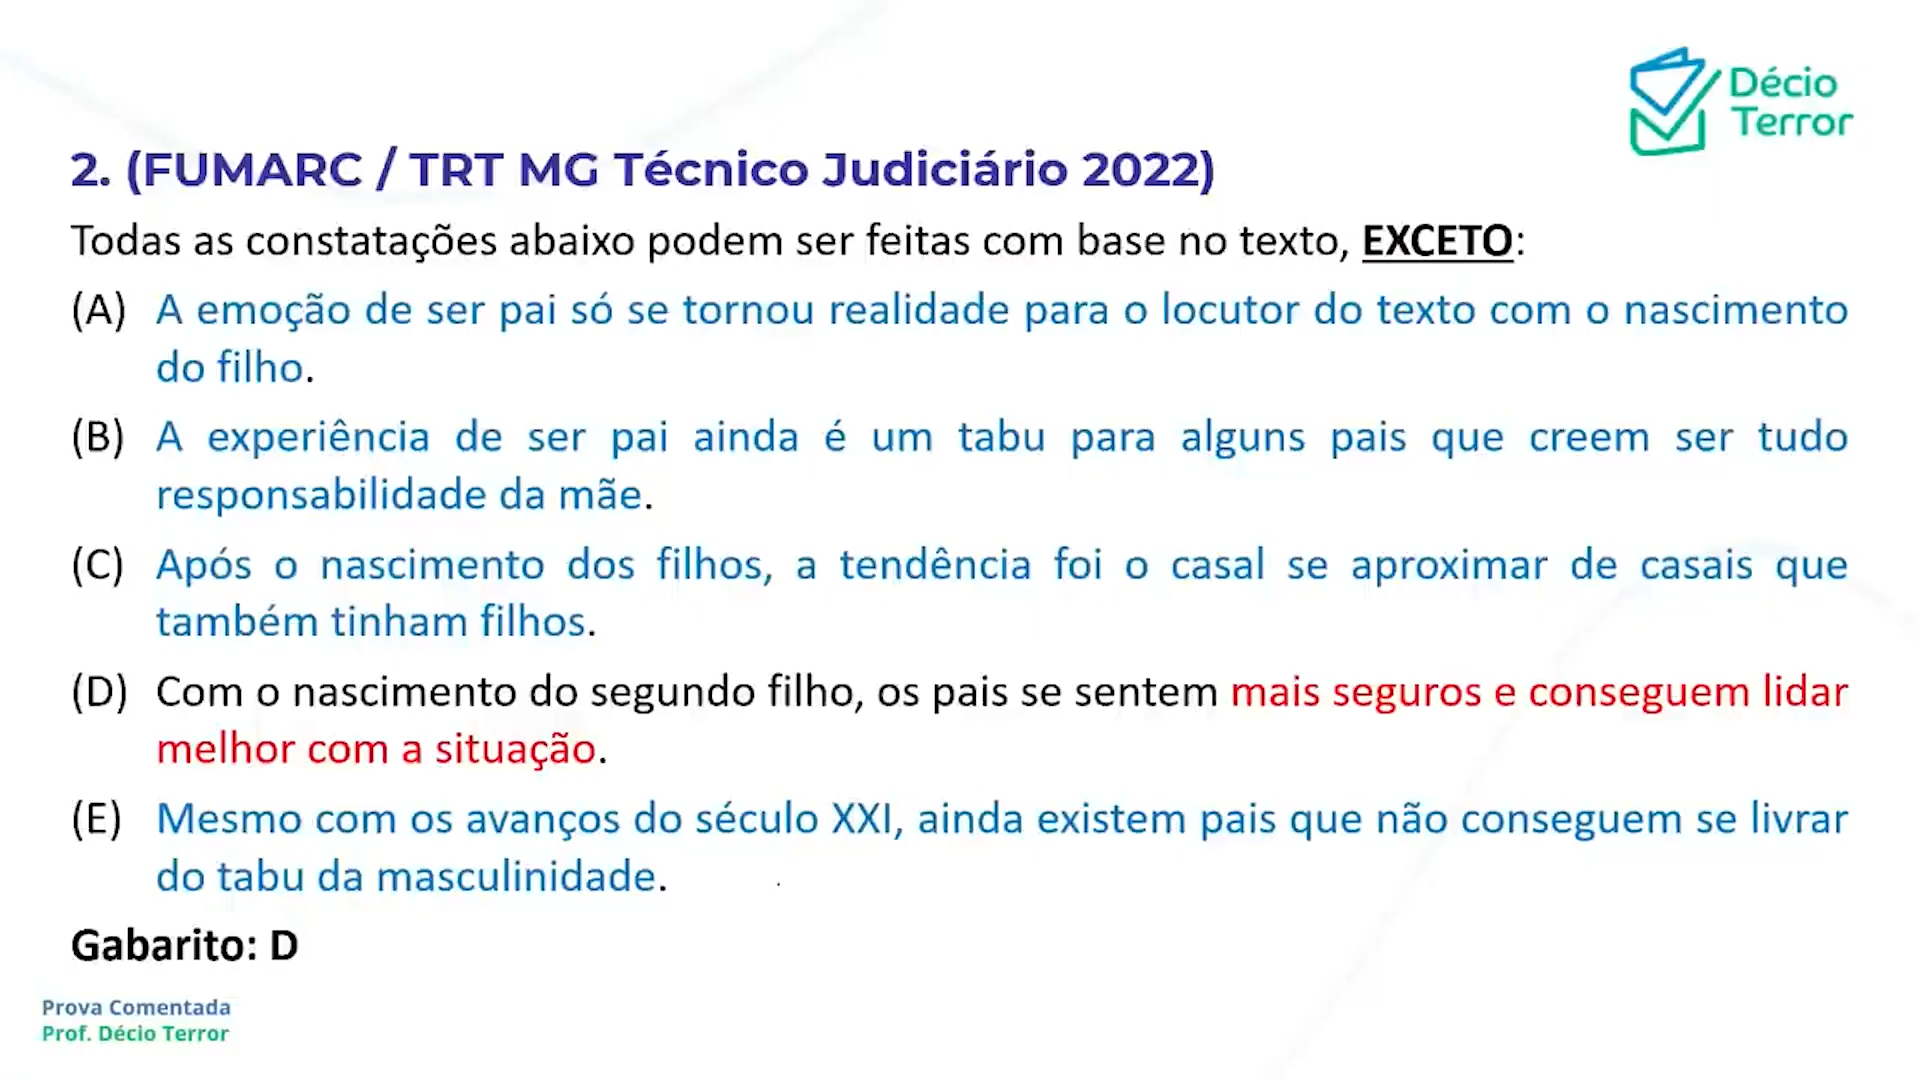 Décio
Terror
2. (FUMARC / TRT MG Técnico Judiciário 2022)
Todas as constatações abaixo podem ser feitas com base no texto, EXCETO:
(A) A emoção de ser pai só se tornou realidade para o locutor do texto com o nascimento
do filho.
(B) A experiência de ser pai ainda é um tabu para alguns pais que creem ser tudo
responsabilidade da mãe.
(C) Após o nascimento dos filhos, a tendência foi o casal se aproximar de casais que
também tinham filhos.
(D) Com o nascimento do segundo filho, os pais se sentem mais seguros e conseguem lidar
melhor com a situação.
(E) Mesmo com os avanços do século XXI, ainda existem pais que não conseguem se livrar
do tabu da masculinidade.
Gabarito: D
Prova Comentada
Prof. Décio Terror